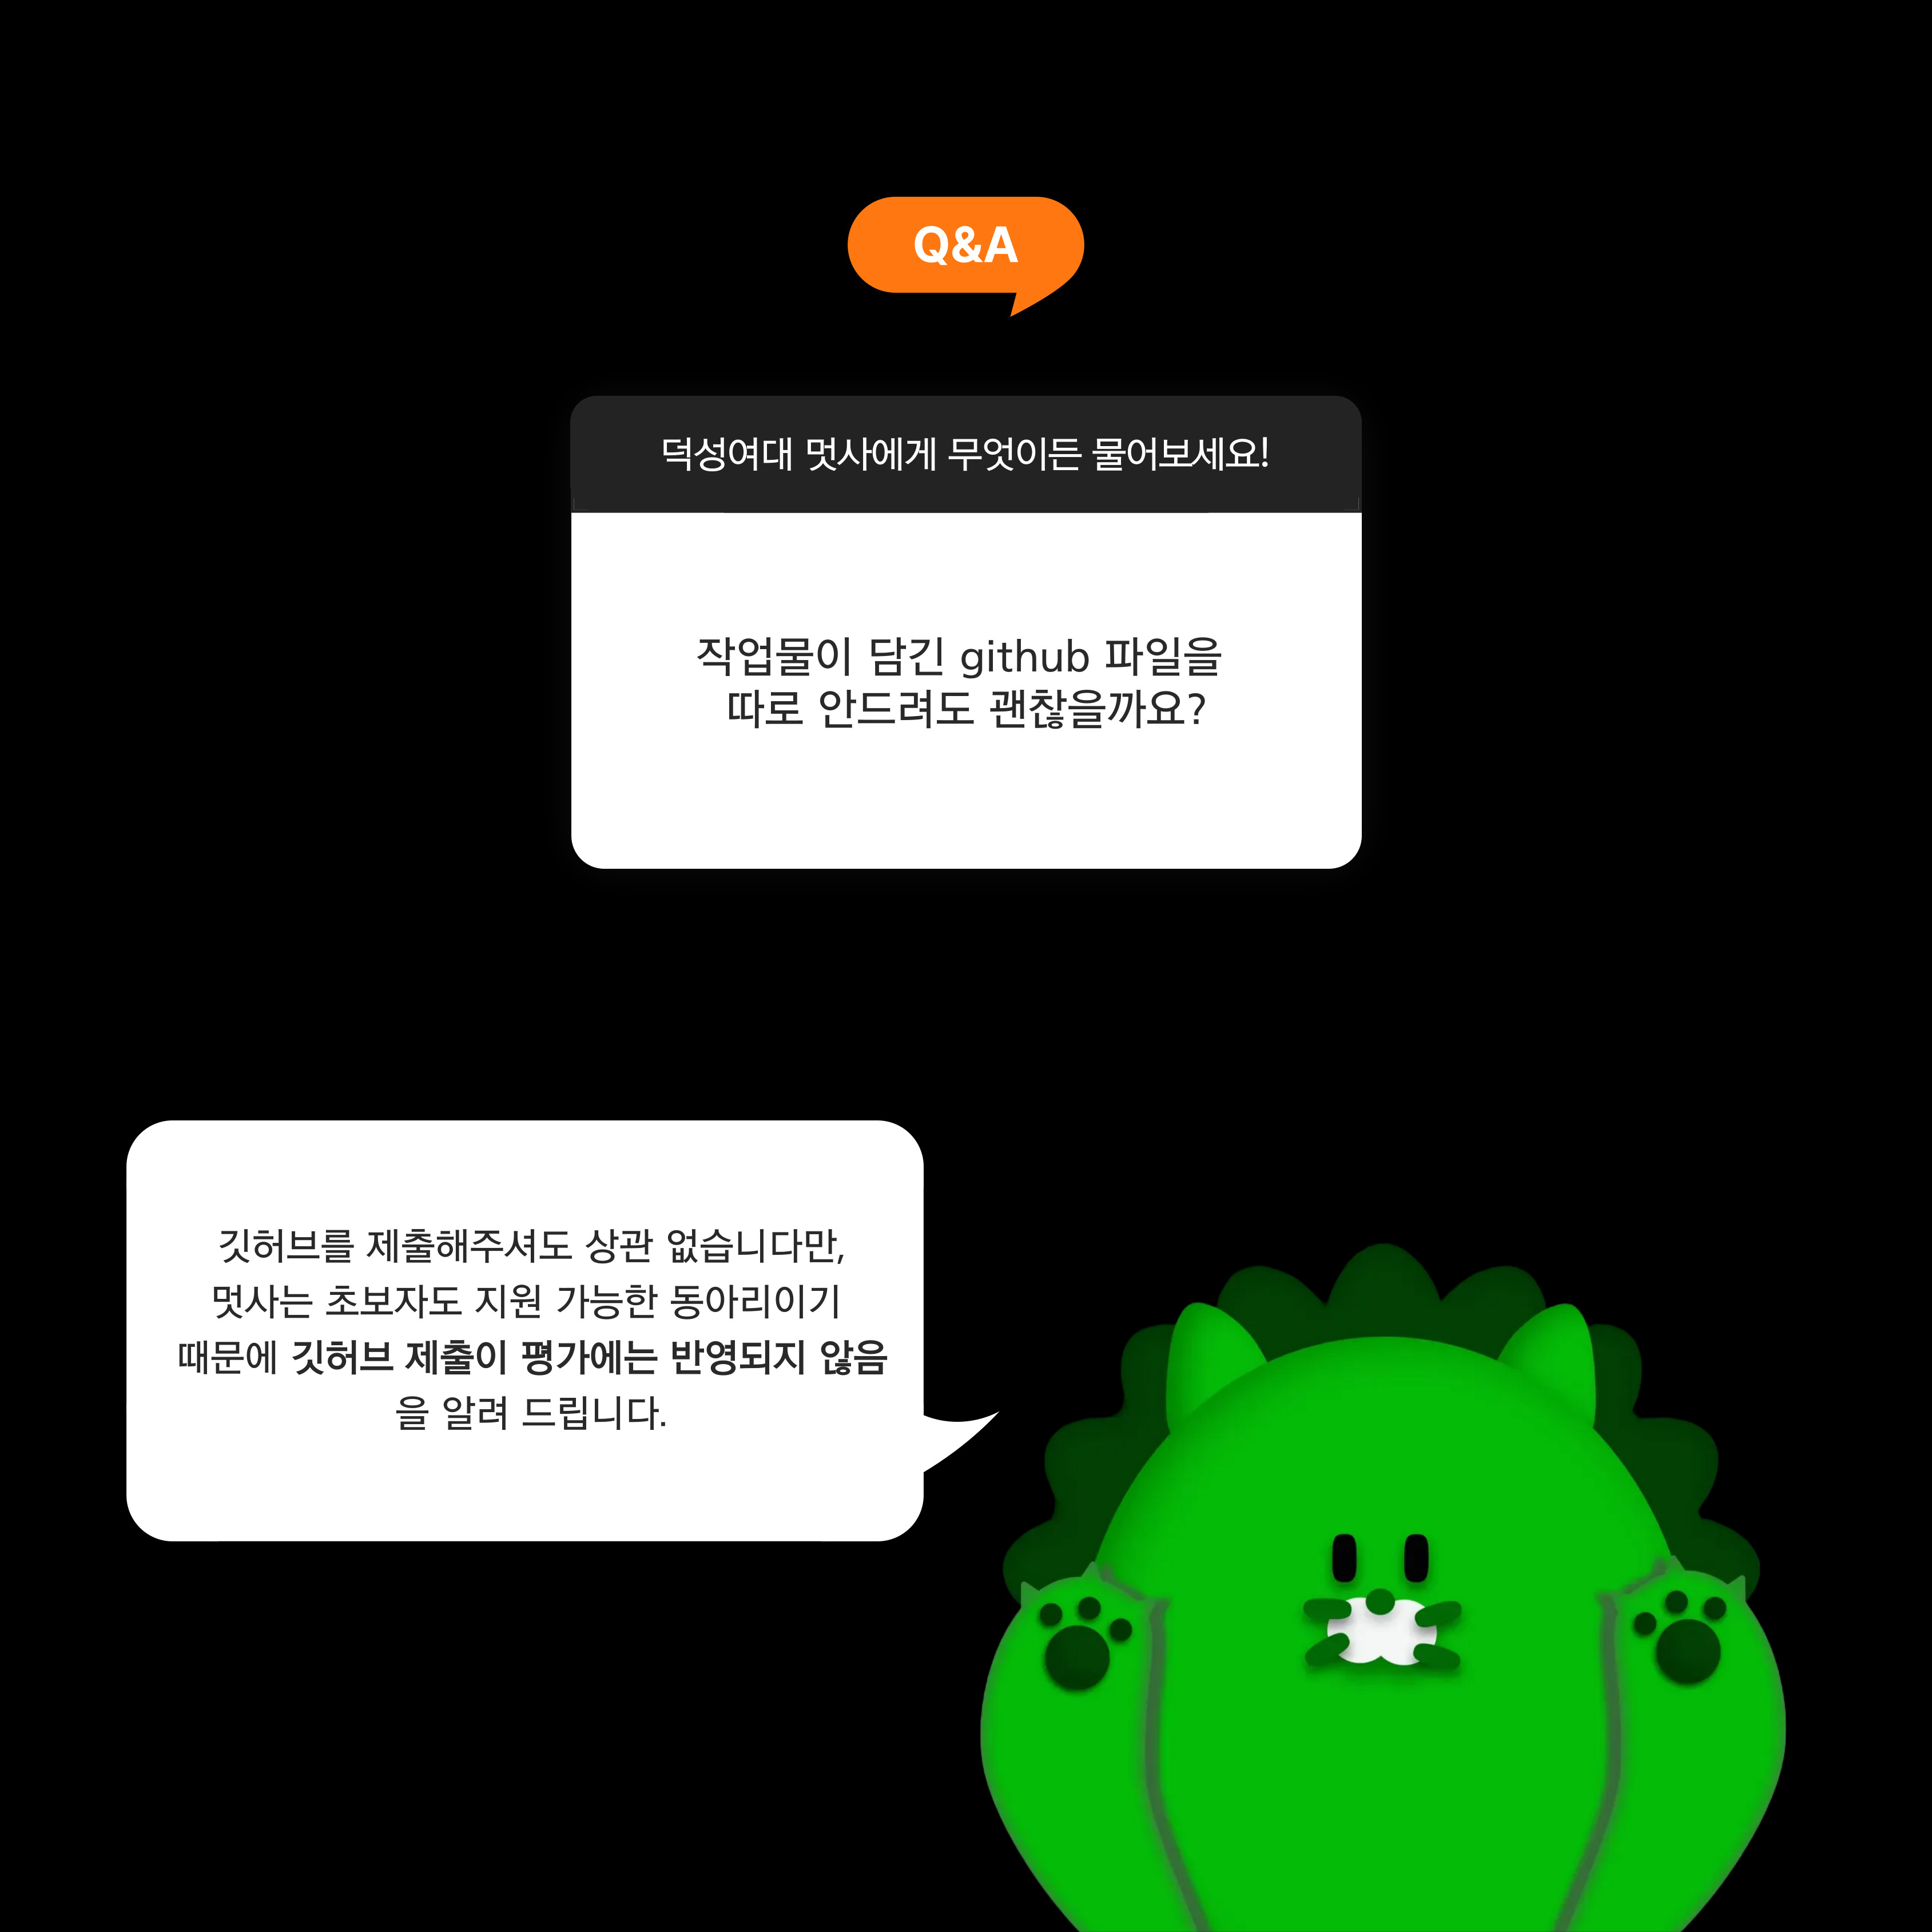 Q&A
덕성여대 멋사에게 무엇이든 물어보세요!
작업물이 담긴 github 파일을
따로 안드려도 괜찮을까요?
깃허브를 제출해주셔도 상관 없습니다만,
멋사는 초보자도 지원 가능한 동아리이기
때문에 깃허브 제출이 평가에는 반영되지 않음
을 알려 드립니다.